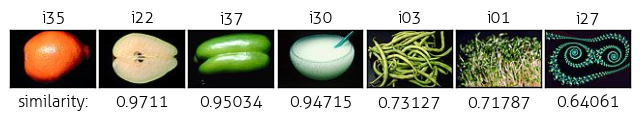 i35 i22 i37 i30 i03 i01 i27
similarity: 0.9711 0.95034 0.94715 0.73127 0.71787 0.64061